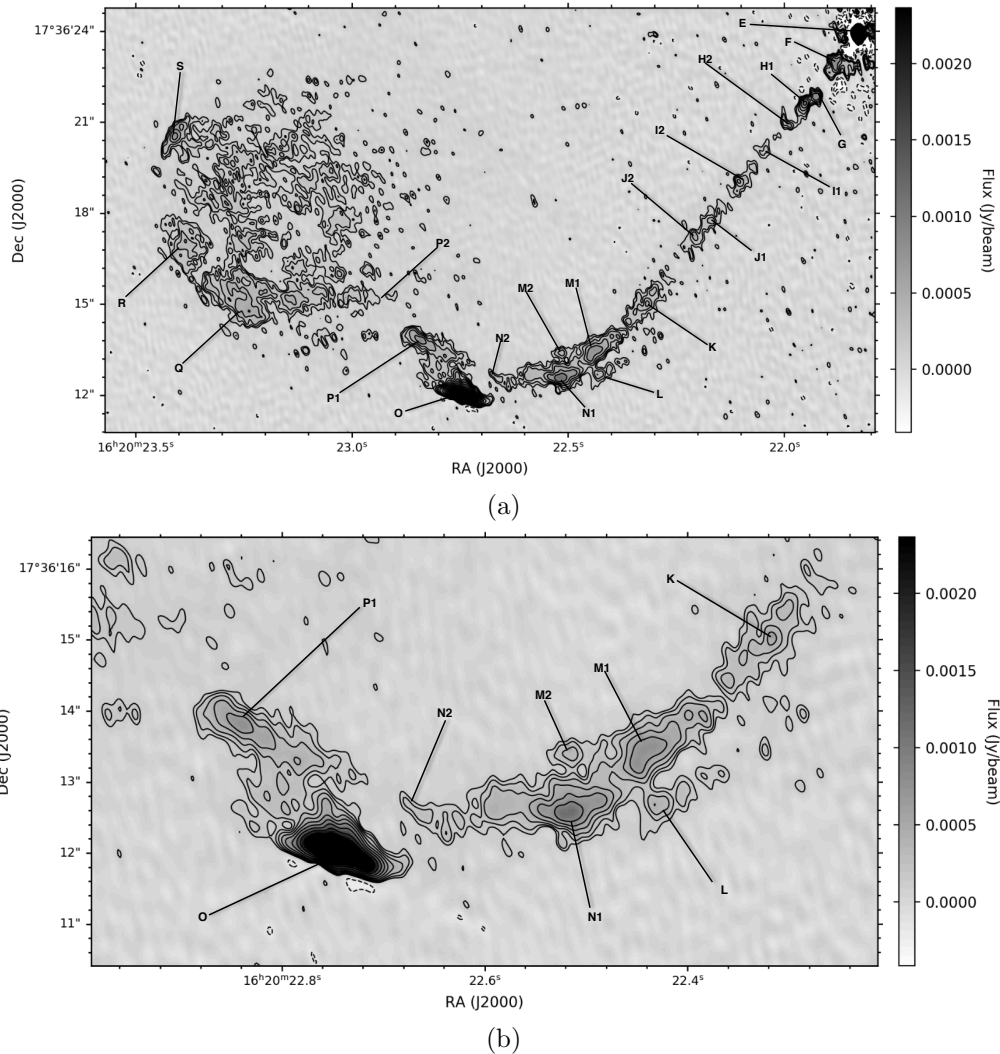 17°36'24"
21"
18"
15"
12"
Dec (J2000)
E
F
H2
H1
S
G
I2
I1
J2
J1
P2
R
M2
M1
K
N2
Q
L
P1
O
N1
16ʰ20ᵐ23.5ˢ
23.0ˢ
22.5ˢ
22.0ˢ
RA (J2000)
0.0020
0.0015
0.0010
0.0005
0.0000
Flux (Jy/beam)
(a)
17°36'16"
15"
14"
13"
12"
11"
Dec (J2000)
K
P1
M1
M2
N2
L
O
N1
16ʰ20ᵐ22.8ˢ
22.6ˢ
22.4ˢ
RA (J2000)
0.0020
0.0015
0.0010
0.0005
0.0000
Flux (Jy/beam)
(b)